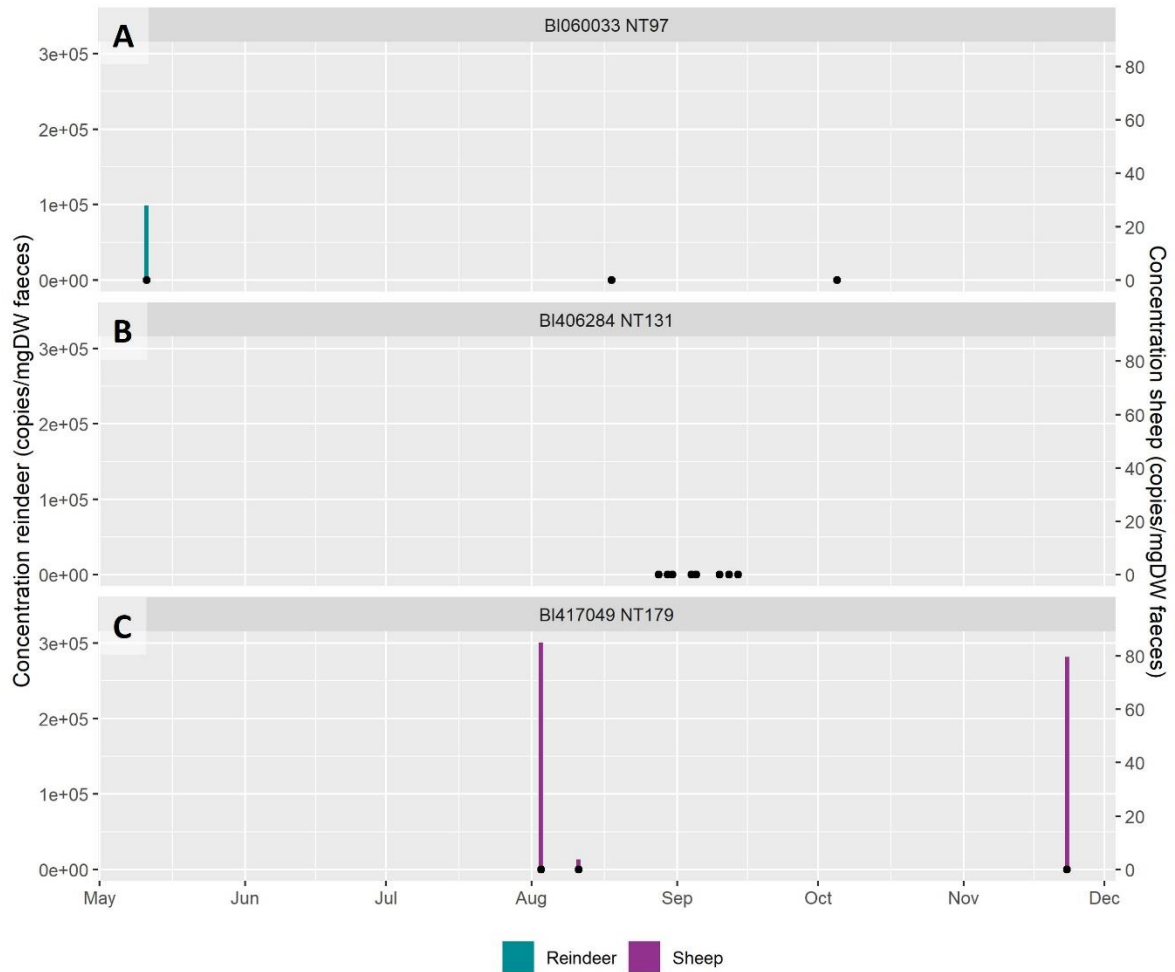 A
BI060033 NT97
3e+05
2e+05
1e+05
0e+00
80
60
40
20
0
B
BI406284 NT131
3e+05
2e+05
1e+05
0e+00
80
60
40
20
0
C
BI417049 NT179
3e+05
2e+05
1e+05
0e+00
80
60
40
20
0
Concentration reindeer (copies/mgDW faeces)
Concentration sheep (copies/mgDW faeces)
May Jun Jul Aug Sep Oct Nov Dec
Reindeer Sheep